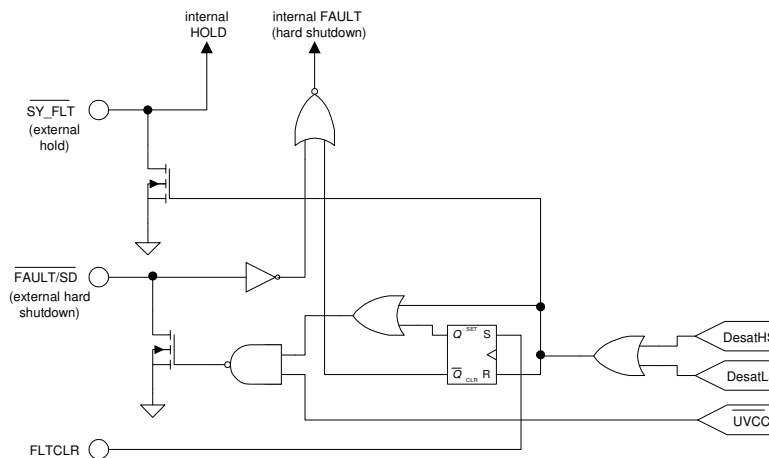 internal
HOLD
internal FAULT
(hard shutdown)
SY_FLT
(external
hold)
FAULT/SD
(external hard
shutdown)
Q SET S
Q CLR R
DesatHS
DesatL
UVCC
FLTCLR